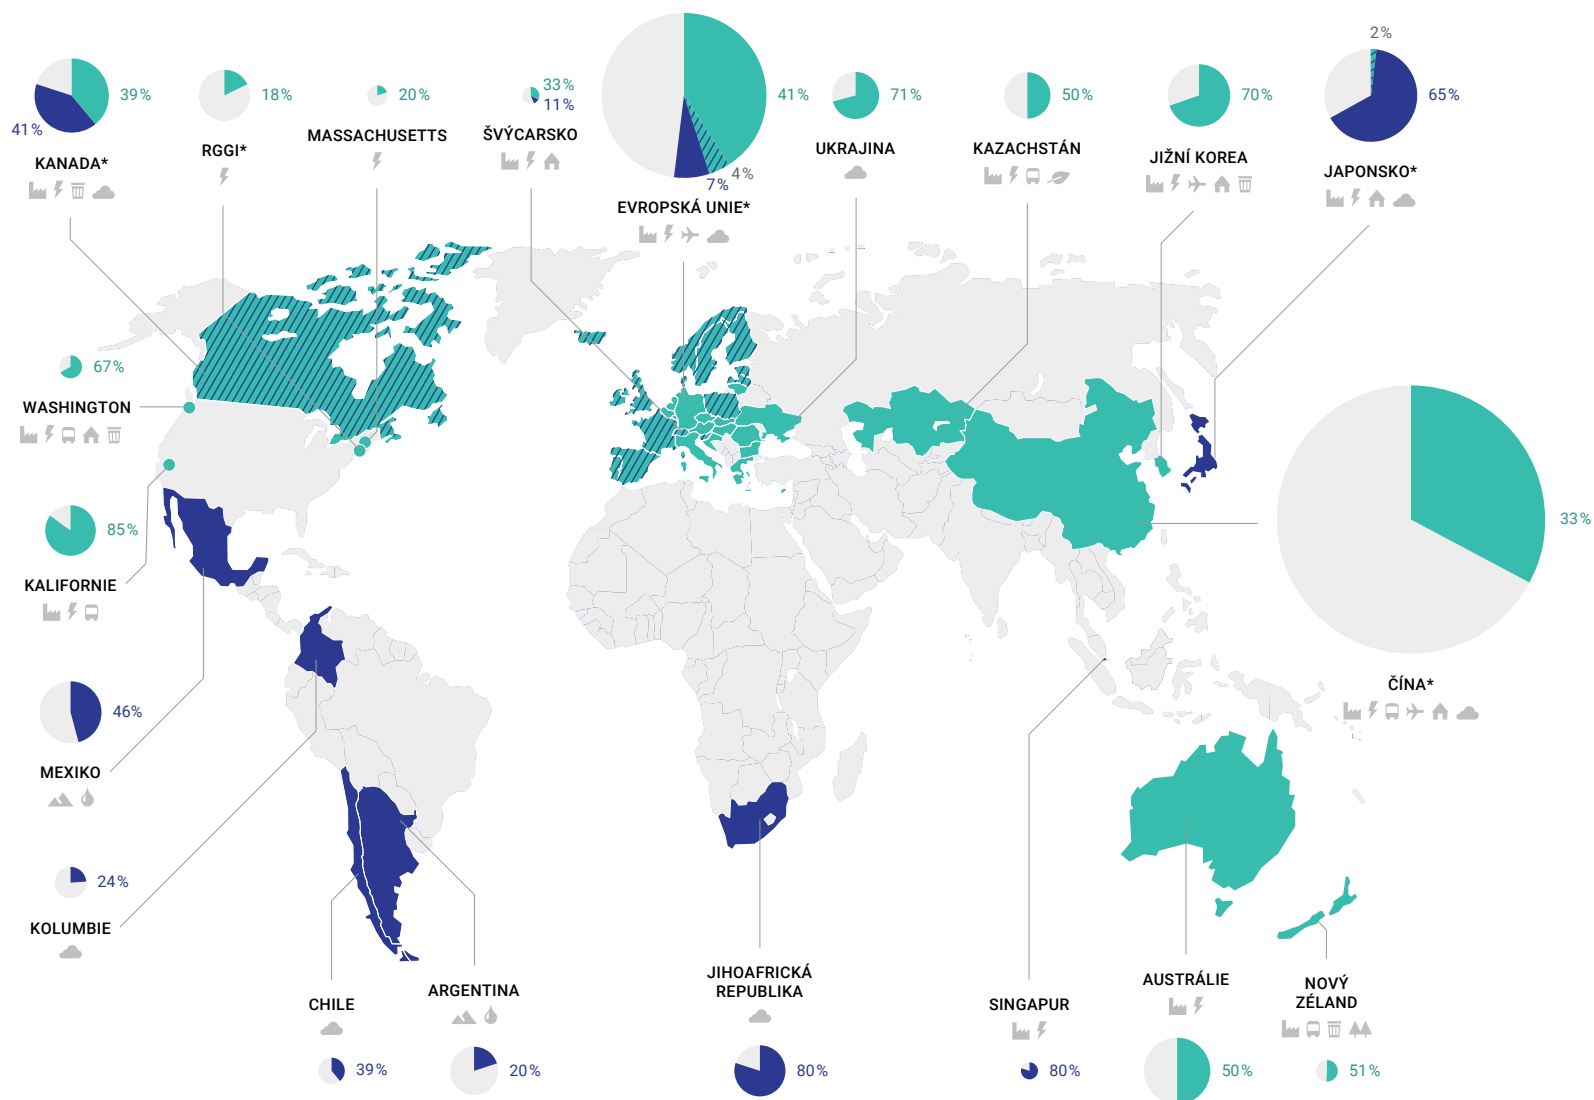 39%
41%
KANADA*
18%
RGGI*
20%
MASSACHUSETTS
33%
11%
ŠVÝCARSKO
41%
4%
7%
EVROPSKÁ UNIE*
71%
UKRAJINA
50%
KAZACHSTÁN
70%
JIŽNÍ KOREA
2%
65%
JAPONSKO*
67%
WASHINGTON
85%
KALIFORNIE
46%
MEXIKO
24%
KOLUMBIE
33%
ČÍNA*
CHILE
39%
ARGENTINA
20%
JIHOAFRICKÁ
REPUBLIKA
80%
SINGAPUR
80%
AUSTRÁLIE
50%
NOVÝ
ZÉLAND
51%